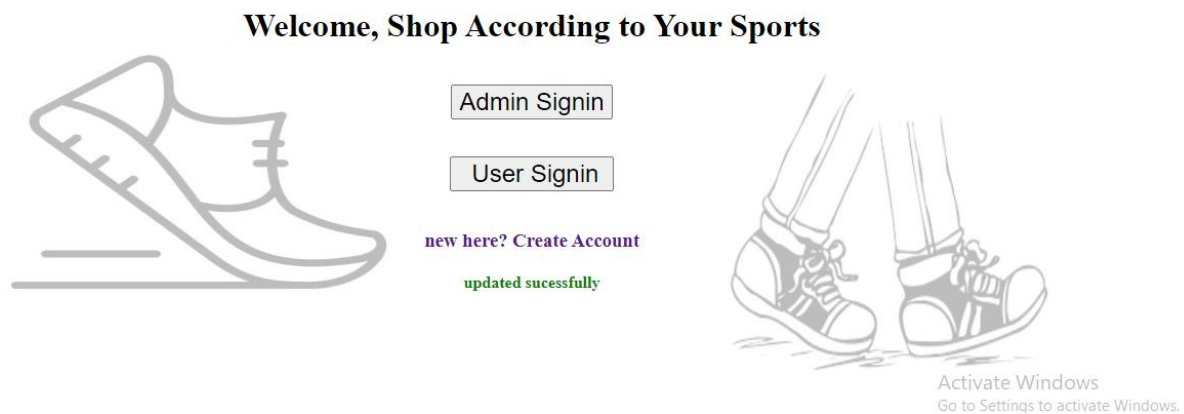 Welcome, Shop According to Your Sports
Admin Signin
User Signin
new here? Create Account
updated sucessfully
Activate Windows
Go to Settings to activate Windows.